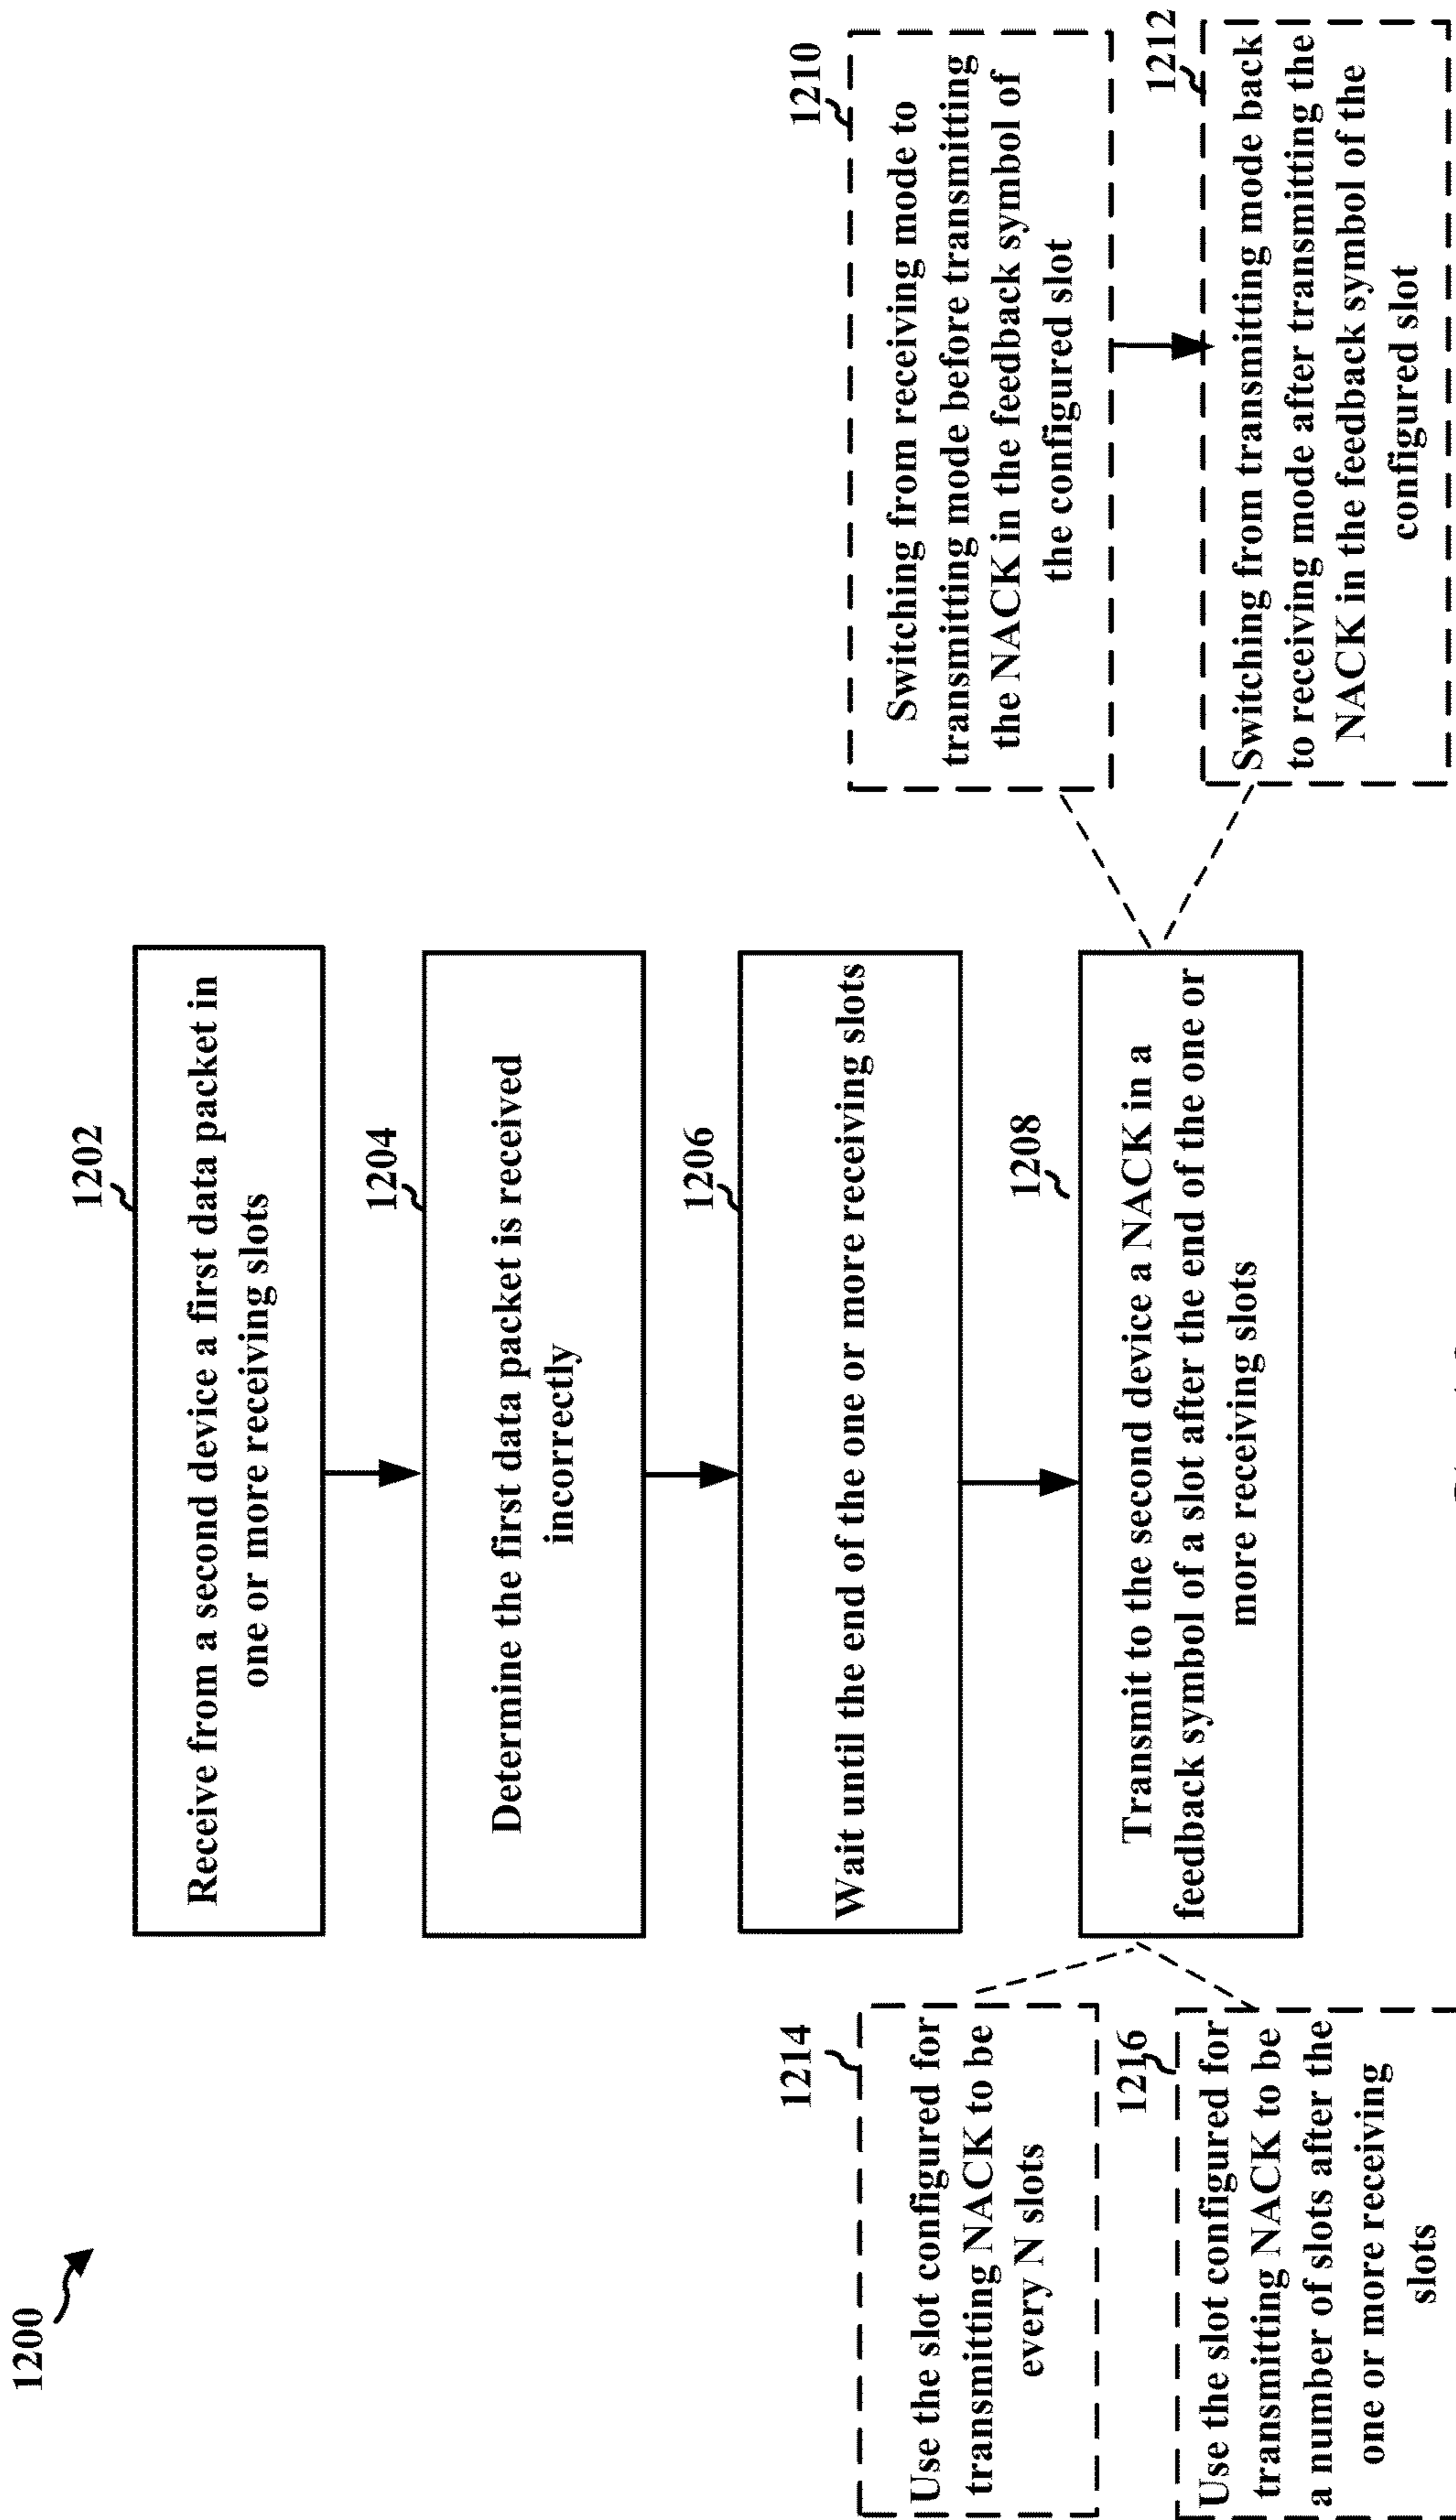 1200
1202
Receive from a second device a first data packet in
one or more receiving slots
1204
Determine the first data packet is received
incorrectly
1206
Wait until the end of the one or more receiving slots
1208
Transmit to the second device a NACK in a
feedback symbol of a slot after the end of the one or
more receiving slots
1214
Use the slot configured for
transmitting NACK to be
every N slots
1216
Use the slot configured for
transmitting NACK to be
a number of slots after the
one or more receiving
slots
1210
Switching from receiving mode to
transmitting mode before transmitting
the NACK in the feedback symbol of
the configured slot
1212
Switching from transmitting mode back
to receiving mode after transmitting the
NACK in the feedback symbol of the
configured slot